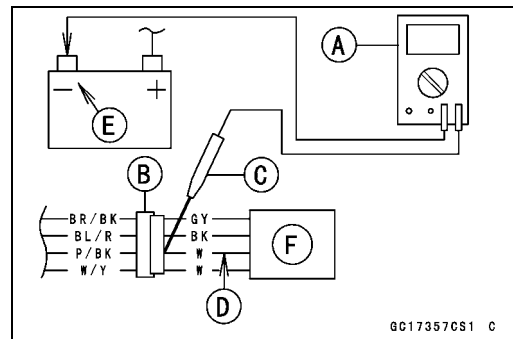 A
− +
E
C
B
BR/BK GY
BL/R BK
P/BK W
W/Y W
F
D
GC17357CS1 C